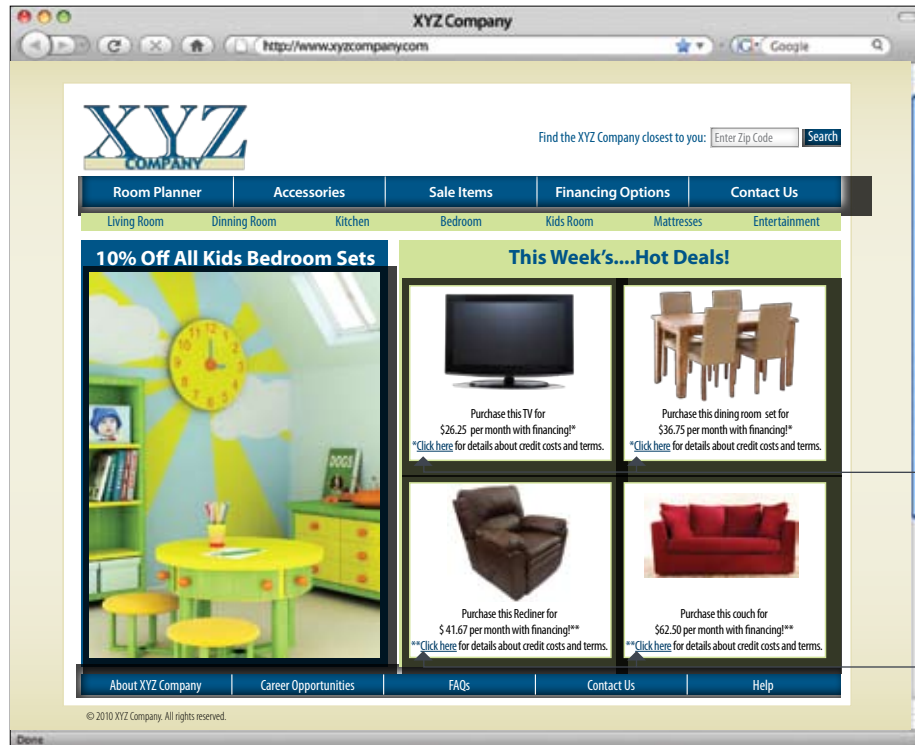 XYZ Company
http://www.xyzcompany.com
Google
XYZ
COMPANY
Find the XYZ Company closest to you: Enter Zip Code Search
Room Planner Accessories Sale Items Financing Options Contact Us
Living Room Dinning Room Kitchen Bedroom Kids Room Mattresses Entertainment
10% Off All Kids Bedroom Sets
This Week's....Hot Deals!
12
DOGS
Purchase this TV for
$26.25 per month with financing!*
*Click here for details about credit costs and terms.
Purchase this dining room set for
$36.75 per month with financing!*
*Click here for details about credit costs and terms.
Purchase this Recliner for
$ 41.67 per month with financing!**
**Click here for details about credit costs and terms.
Purchase this couch for
$62.50 per month with financing!**
**Click here for details about credit costs and terms.
About XYZ Company Career Opportunities FAQs Contact Us Help
© 2010 XYZ Company. All rights reserved.
Done